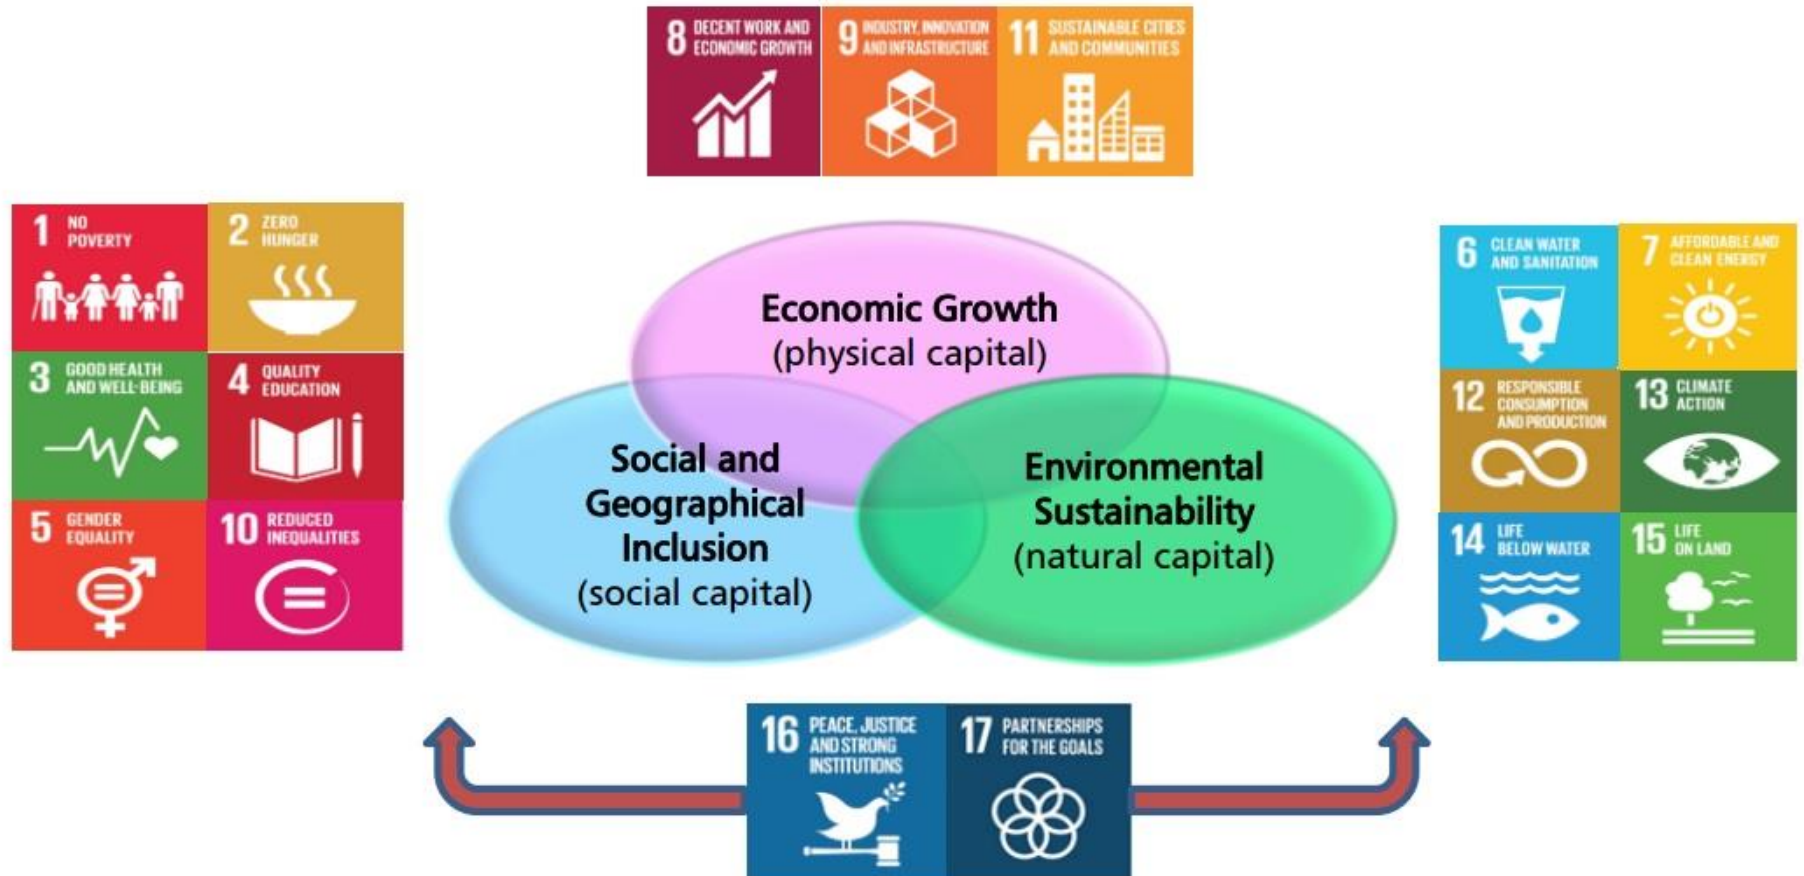 8 DECENT WORK AND
ECONOMIC GROWTH
9 INDUSTRY, INNOVATION
AND INFRASTRUCTURE
11 SUSTAINABLE CITIES
AND COMMUNITIES
1 NO
POVERTY
2 ZERO
HUNGER
3 GOOD HEALTH
AND WELL-BEING
4 QUALITY
EDUCATION
5 GENDER
EQUALITY
10 REDUCED
INEQUALITIES
Economic Growth
(physical capital)
Social and
Geographical
Inclusion
(social capital)
Environmental
Sustainability
(natural capital)
6 CLEAN WATER
AND SANITATION
7 AFFORDABLE AND
CLEAN ENERGY
12 RESPONSIBLE
CONSUMPTION
AND PRODUCTION
13 CLIMATE
ACTION
14 LIFE
BELOW WATER
15 LIFE
ON LAND
16 PEACE, JUSTICE
AND STRONG
INSTITUTIONS
17 PARTNERSHIPS
FOR THE GOALS